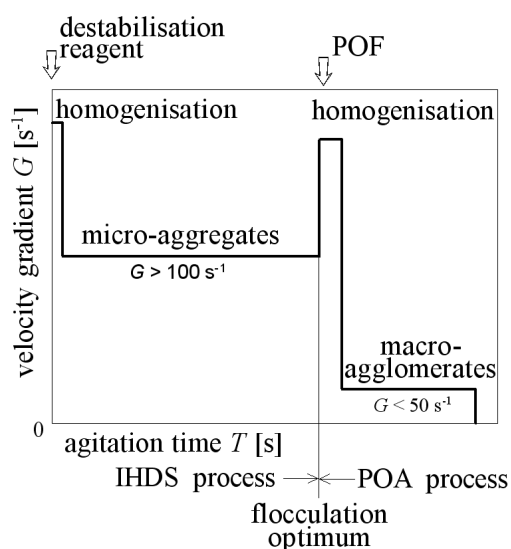 destabilisation
reagent
POF
homogenisation
homogenisation
velocity gradient G [s⁻¹]
micro-aggregates
G > 100 s⁻¹
macro-
agglomerates
G < 50 s⁻¹
0
agitation time T [s]
IHDS process
POA process
flocculation
optimum